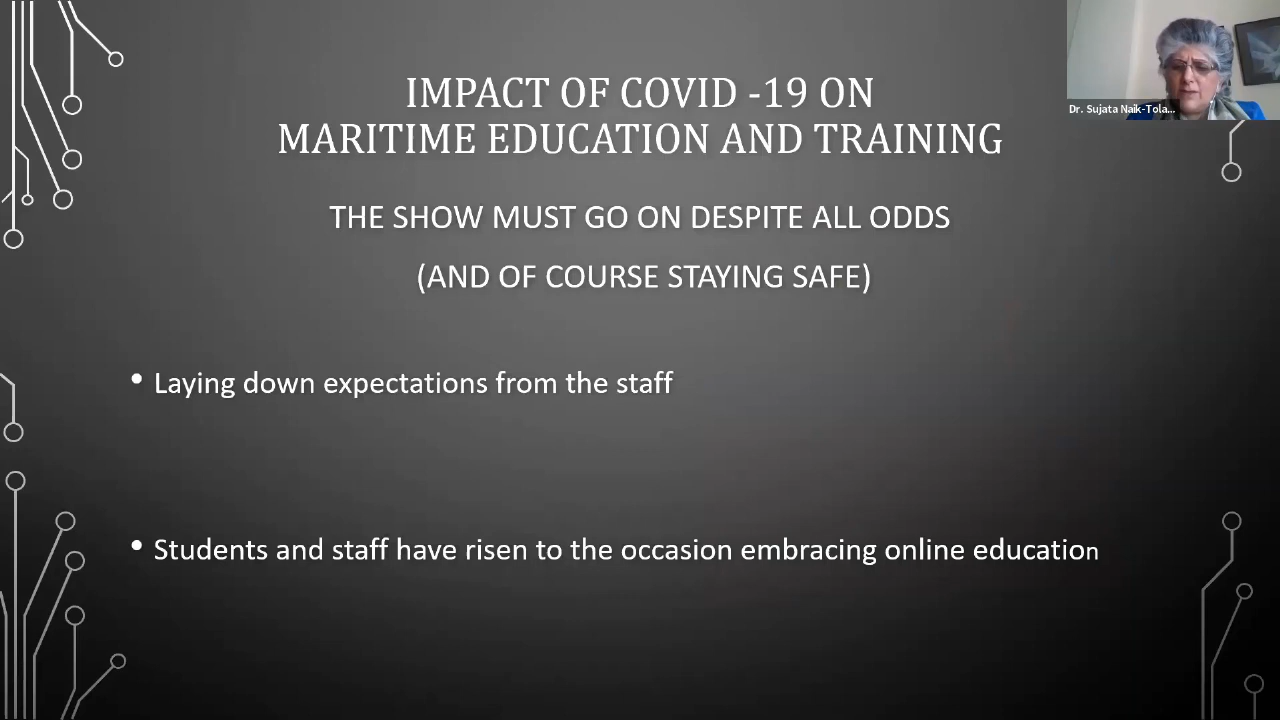 IMPACT OF COVID -19 ON
MARITIME EDUCATION AND TRAINING
THE SHOW MUST GO ON DESPITE ALL ODDS
(AND OF COURSE STAYING SAFE)
• Laying down expectations from the staff
• Students and staff have risen to the occasion embracing online education
Dr. Sujata Naik-Tola...